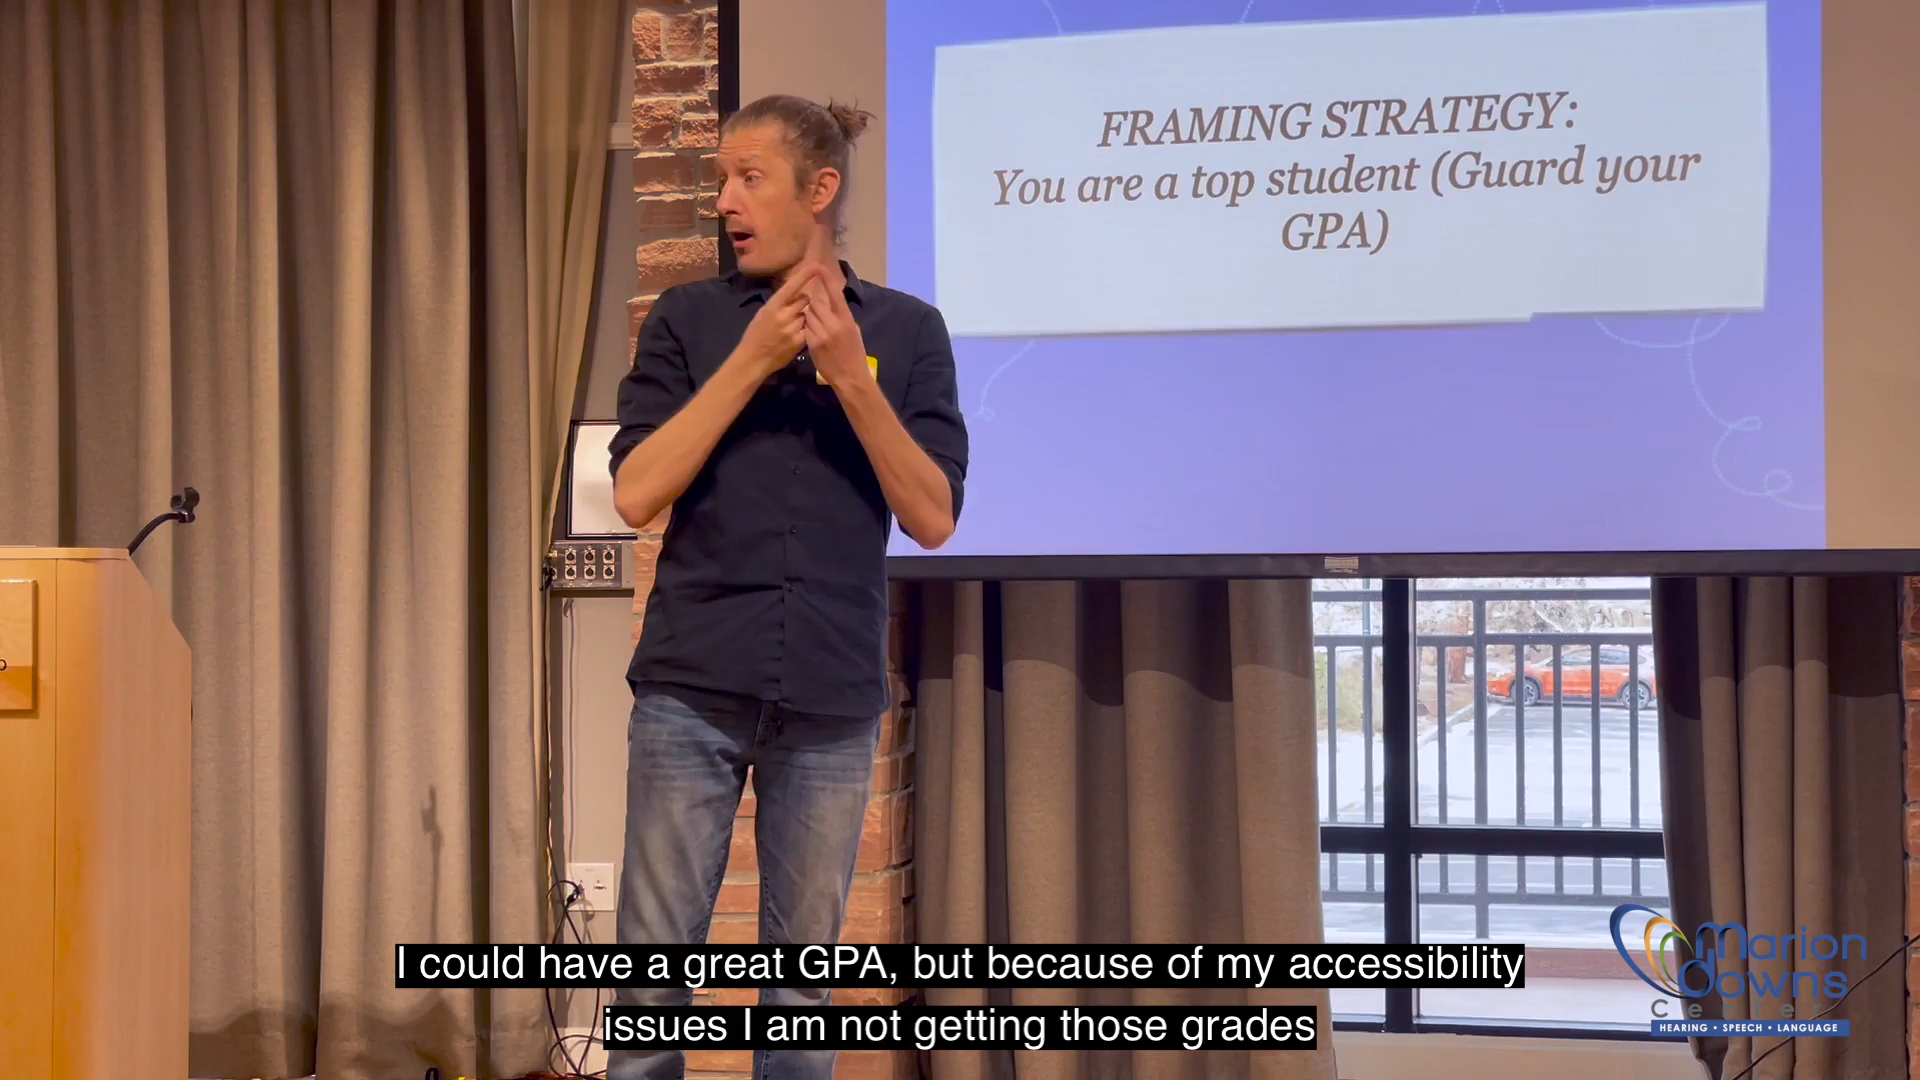 FRAMING STRATEGY:
You are a top student (Guard your
GPA)
I could have a great GPA, but because of my accessibility
issues I am not getting those grades
Marion
Downs
Center
HEARING • SPEECH • LANGUAGE